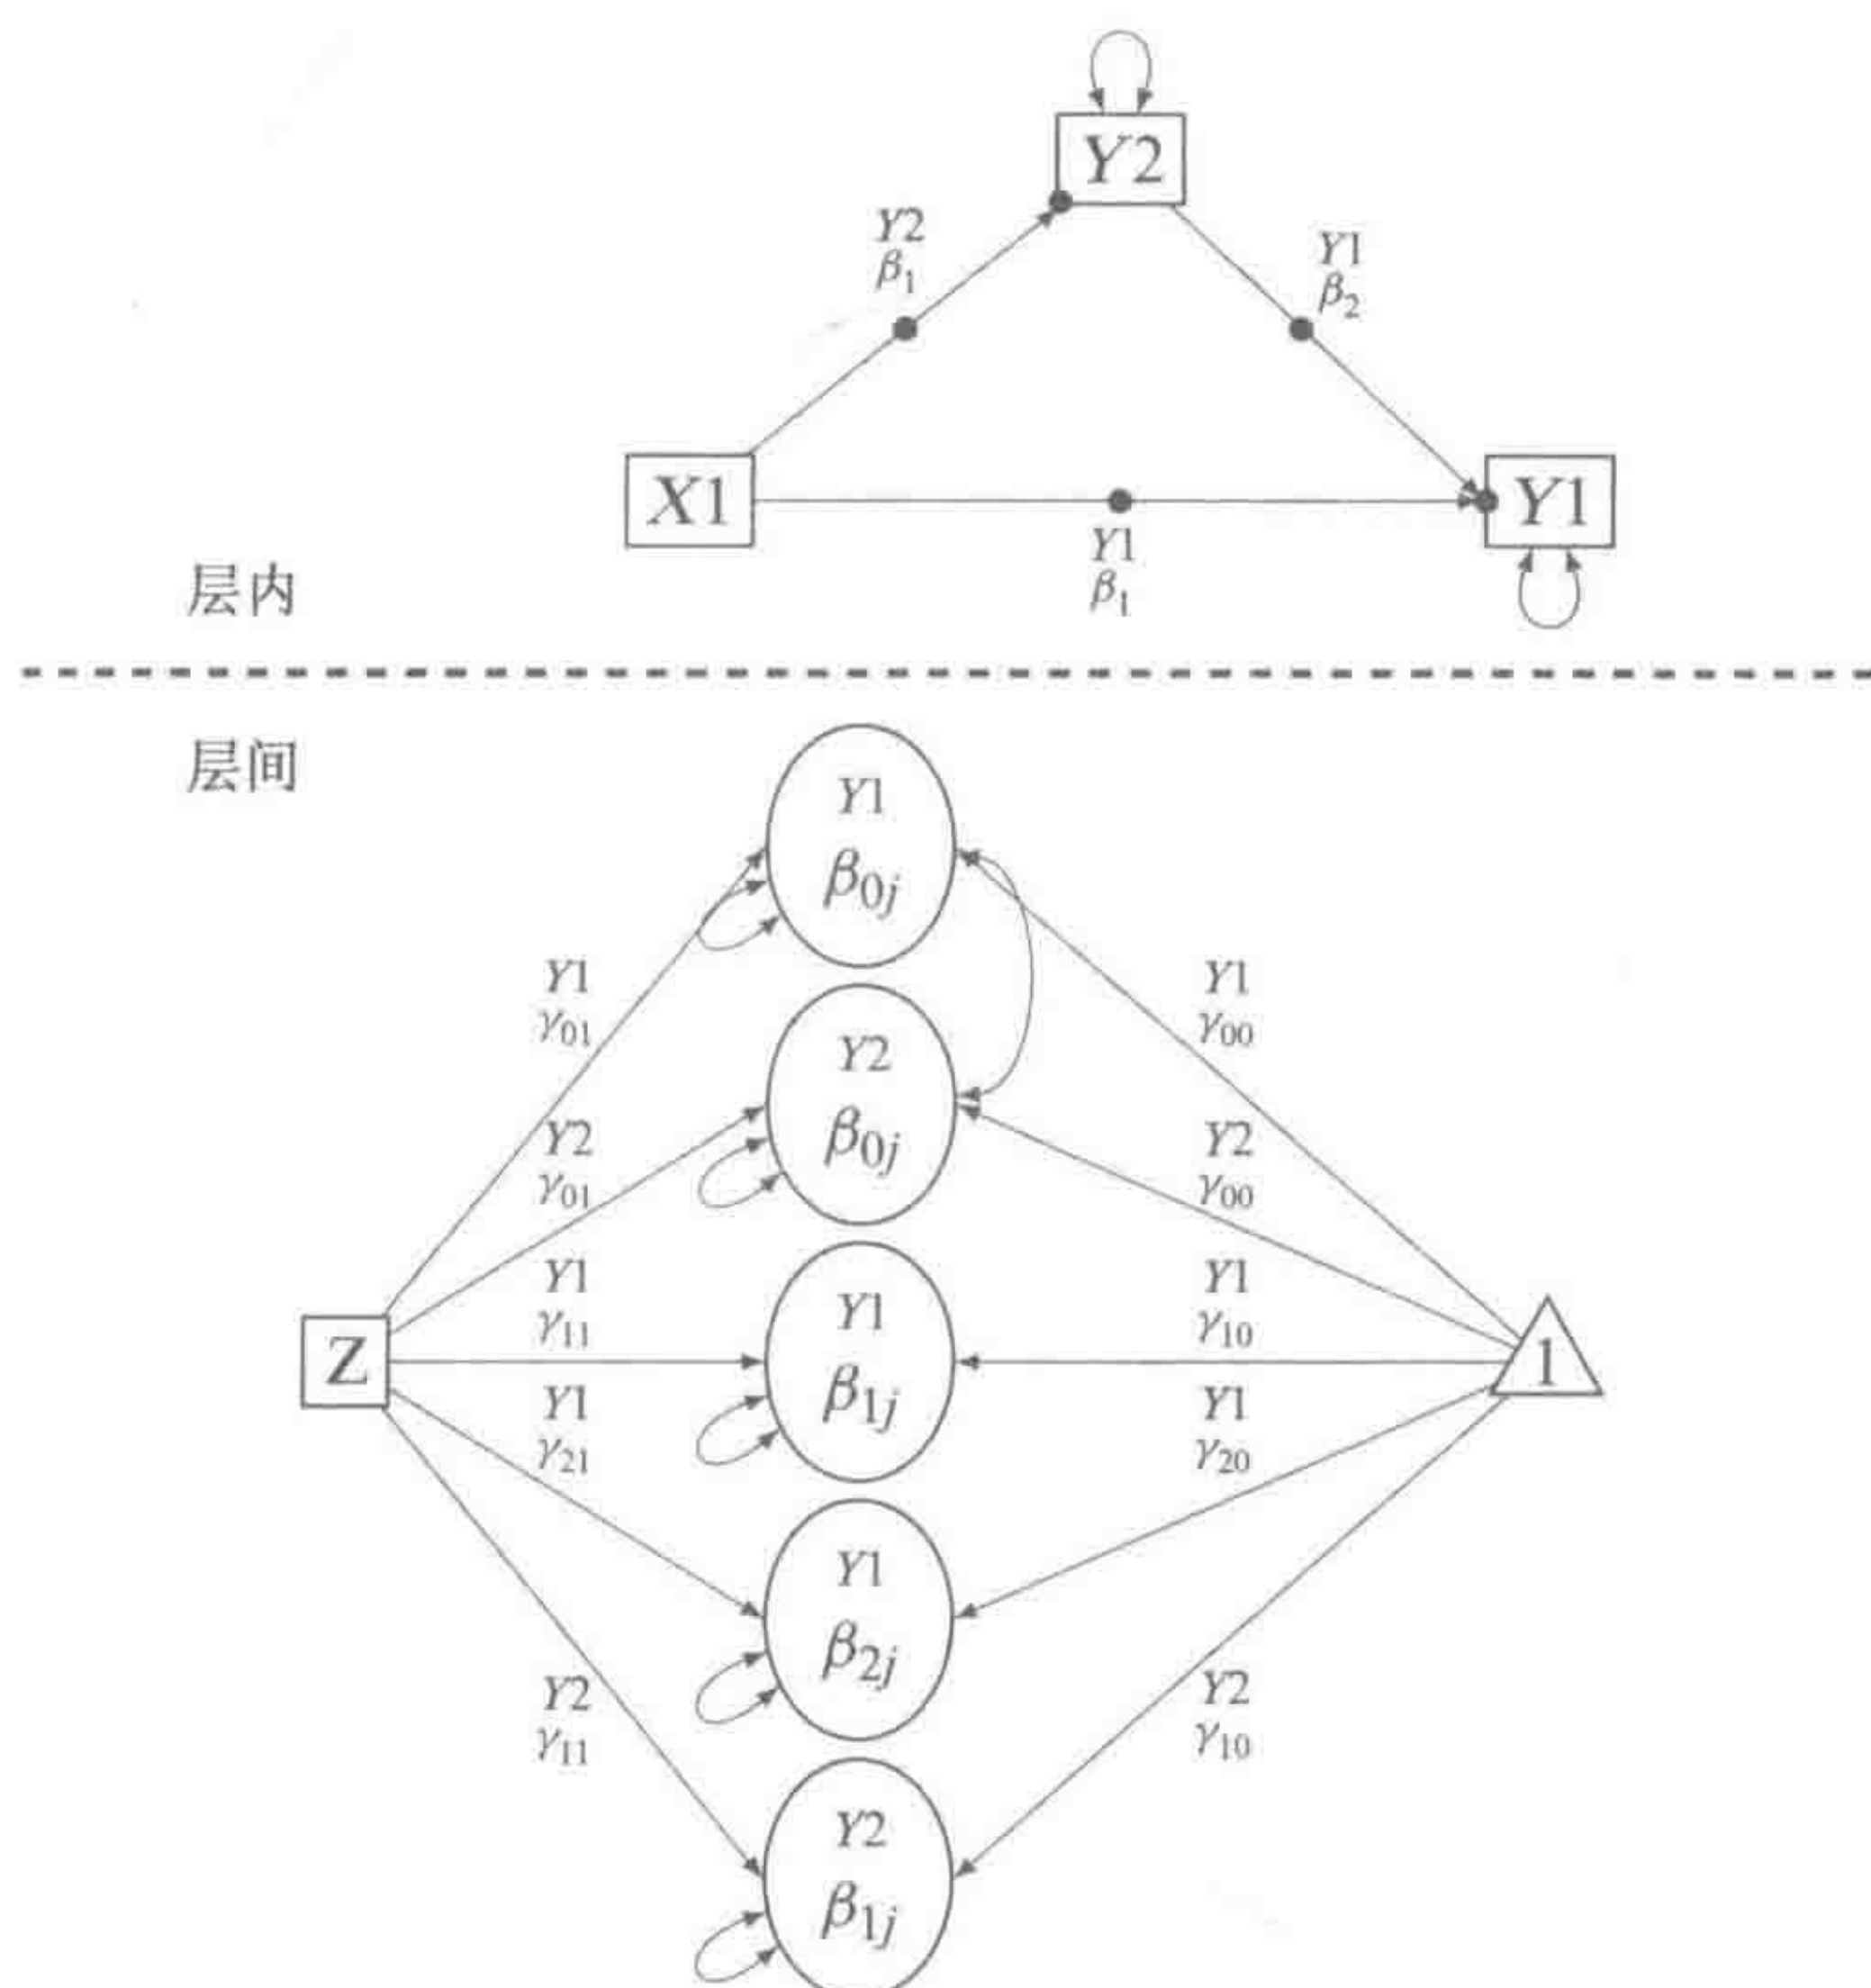 Y2
Y2
β₁
Y1
β₂
X1
Y1
Y1
β₁
层内
层间
Y1
β₀ⱼ
Y1
γ₀₁
Y1
γ₀₀
Y2
β₀ⱼ
Y2
γ₀₁
Y2
γ₀₀
Y1
γ₁₁
Y1
γ₁₀
Y1
β₁ⱼ
Z
1
Y1
γ₂₁
Y1
γ₂₀
Y1
β₂ⱼ
Y2
γ₁₁
Y2
γ₁₀
Y2
β₁ⱼ